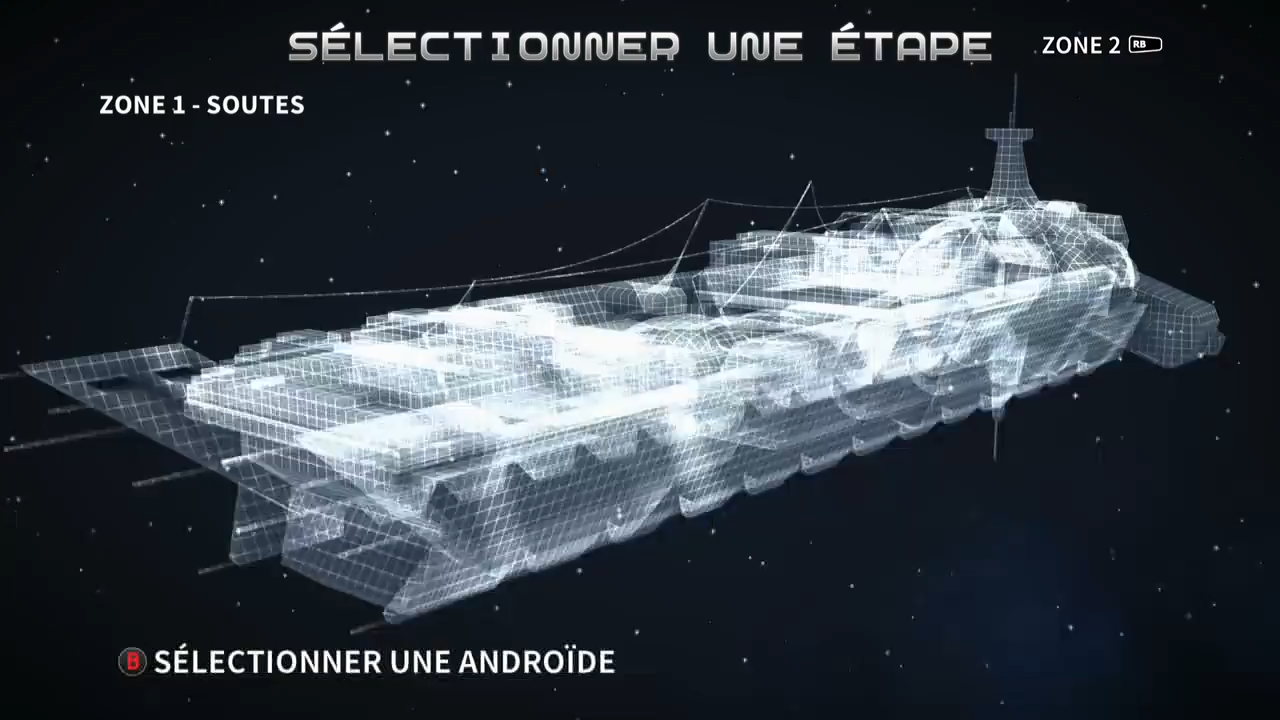 SÉLECTIONNER UNE ÉTAPE
ZONE 2 RB
ZONE 1 - SOUTES
B SÉLECTIONNER UNE ANDROÏDE